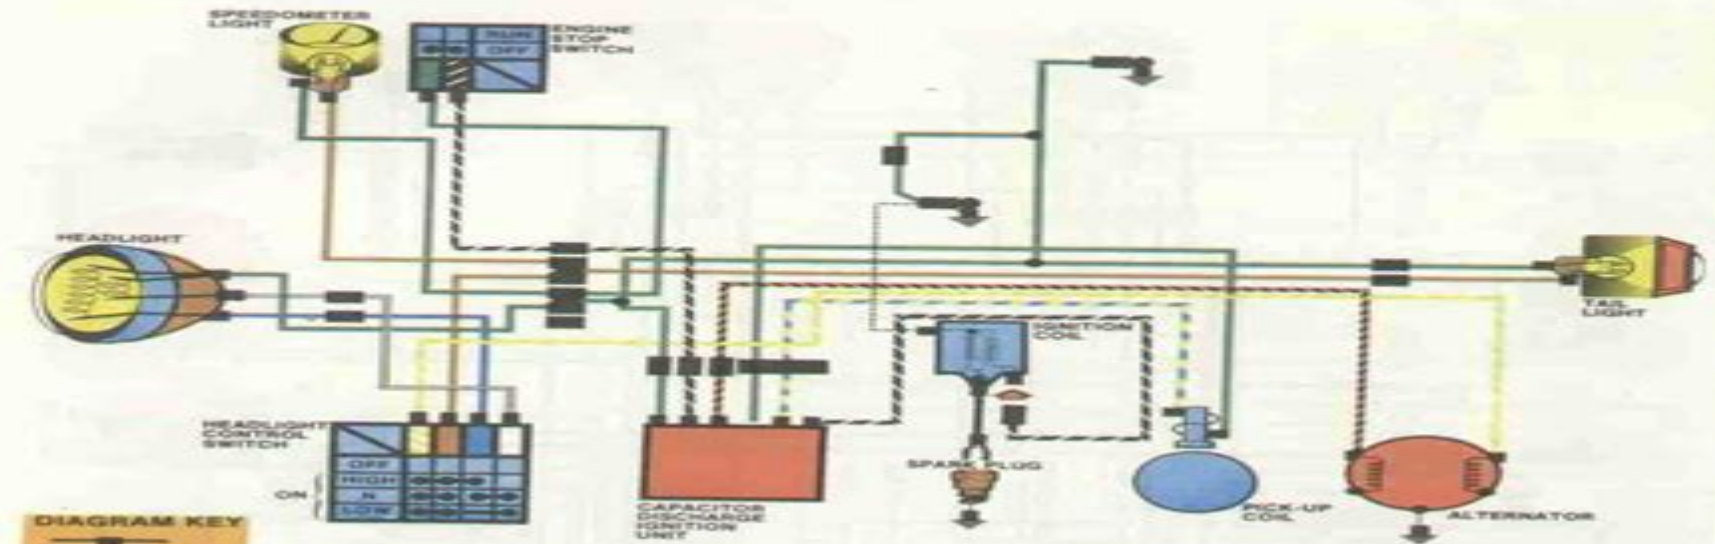 SPEEDOMETER
LIGHT
RUN
OFF
ENGINE
STOP
SWITCH
HEADLIGHT
TAIL
LIGHT
IGNITION
COIL
HEADLIGHT
CONTROL
SWITCH
OFF
HIGH
ON
N
LOW
SPARK PLUG
CAPACITOR
DISCHARGE
IGNITION
UNIT
PICK-UP
COIL
ALTERNATOR
DIAGRAM KEY